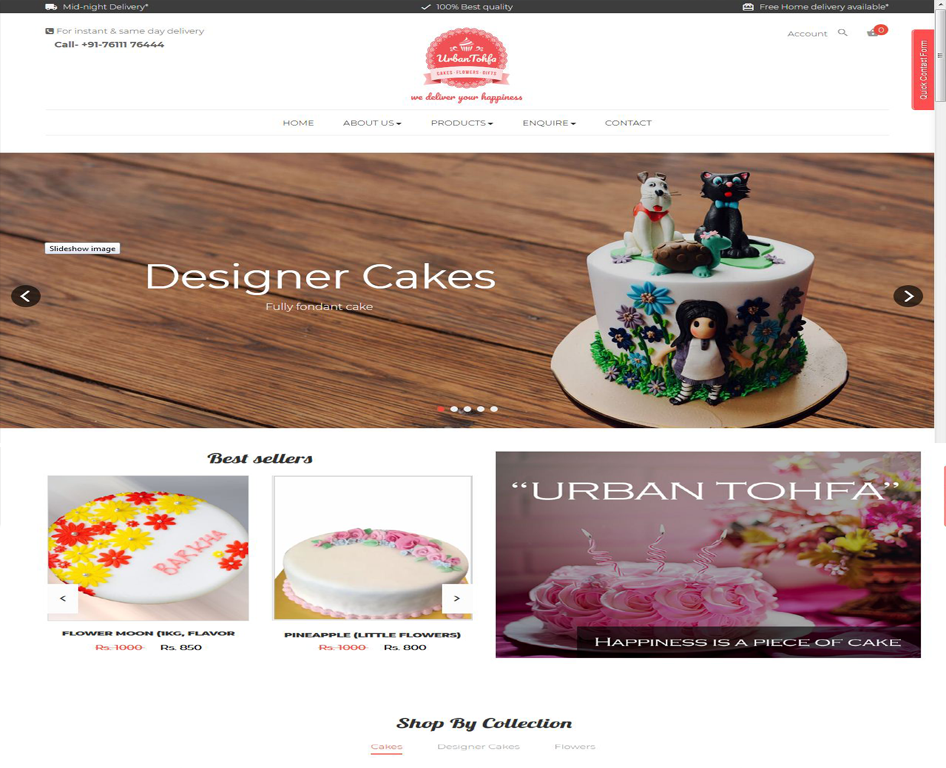 Mid-night Delivery*
100% Best quality
Free Home delivery available*
For instant & same day delivery
Call- +91-76111 76444
UrbanTohfa
CAKES · FLOWERS · GIFTS
we deliver your happiness
Account
0
Quick Contact Form
HOME
ABOUT US
PRODUCTS
ENQUIRE
CONTACT
Slideshow image
Designer Cakes
Fully fondant cake
Best sellers
BARKHA
FLOWER MOON (1KG, FLAVOR
Rs. 1000 Rs. 850
PINEAPPLE (LITTLE FLOWERS)
Rs. 1000 Rs. 800
“URBAN TOHFA”
HAPPINESS IS A PIECE OF CAKE
Shop By Collection
Cakes
Designer Cakes
Flowers